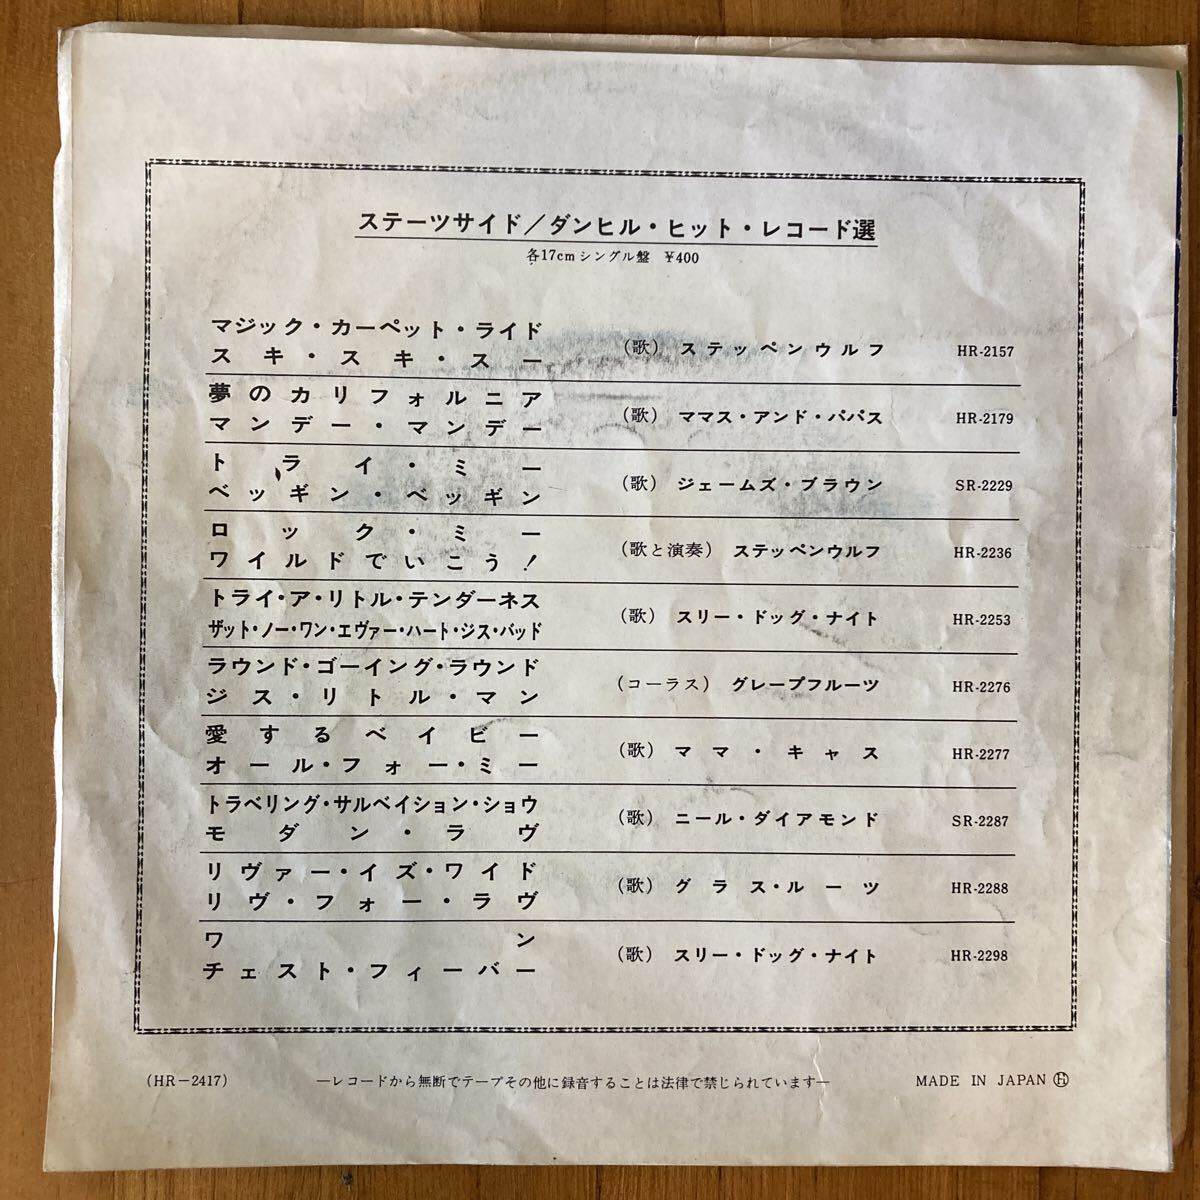 ステーツサイド/ダンヒル・ヒット・レコード選
各17cmシングル盤 ¥400
マジック・カーペット・ライド
スキ・スキ・スー
(歌) ステッペンウルフ HR-2157
夢のカリフォルニア
マンデー・マンデー
(歌) ママス・アンド・パパス HR-2179
トライ・ミー
ベッギン・ベッギン
(歌) ジェームズ・ブラウン SR-2229
ロック・ミー
ワイルドでいこう!
(歌と演奏) ステッペンウルフ HR-2236
トライ・ア・リトル・テンダーネス
ザット・ノー・ワン・エヴァー・ハート・ジス・バッド
(歌) スリー・ドッグ・ナイト HR-2253
ラウンド・ゴーイング・ラウンド
ジス・リトル・マン
(コーラス) グレープフルーツ HR-2276
愛するベイビー
オール・フォー・ミー
(歌) ママ・キャス HR-2277
トラベリング・サルベイション・ショウ
モダン・ラヴ
(歌) ニール・ダイアモンド SR-2287
リヴァー・イズ・ワイド
リヴ・フォー・ラヴ
(歌) グラス・ルーツ HR-2288
ワン
チェスト・フィーバー
(歌) スリー・ドッグ・ナイト HR-2298
(HR-2417) —レコードから無断でテープその他に録音することは法律で禁じられています— MADE IN JAPAN Ⓗ